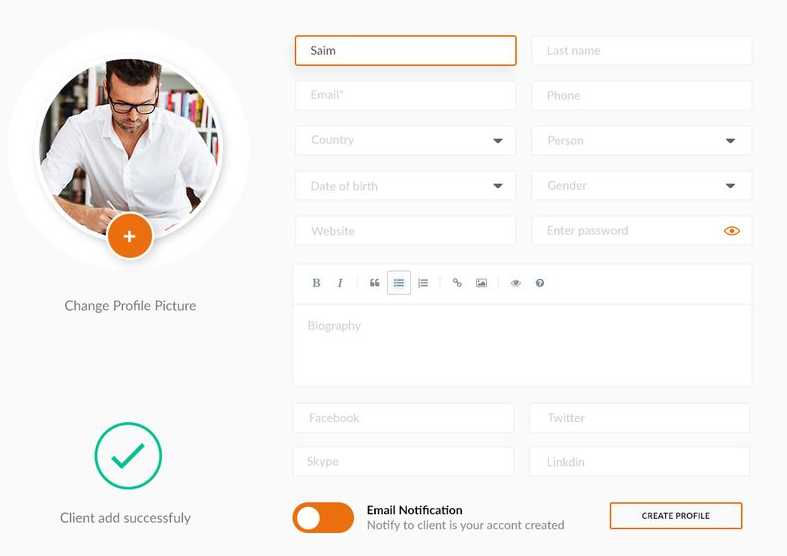 Saim
Last name
Email*
Phone
Country
Person
Date of birth
Gender
Website
Enter password
B I
Change Profile Picture
Biography
Facebook
Twitter
Skype
Linkdin
Client add successfuly
Email Notification
Notify to client is your accont created
CREATE PROFILE